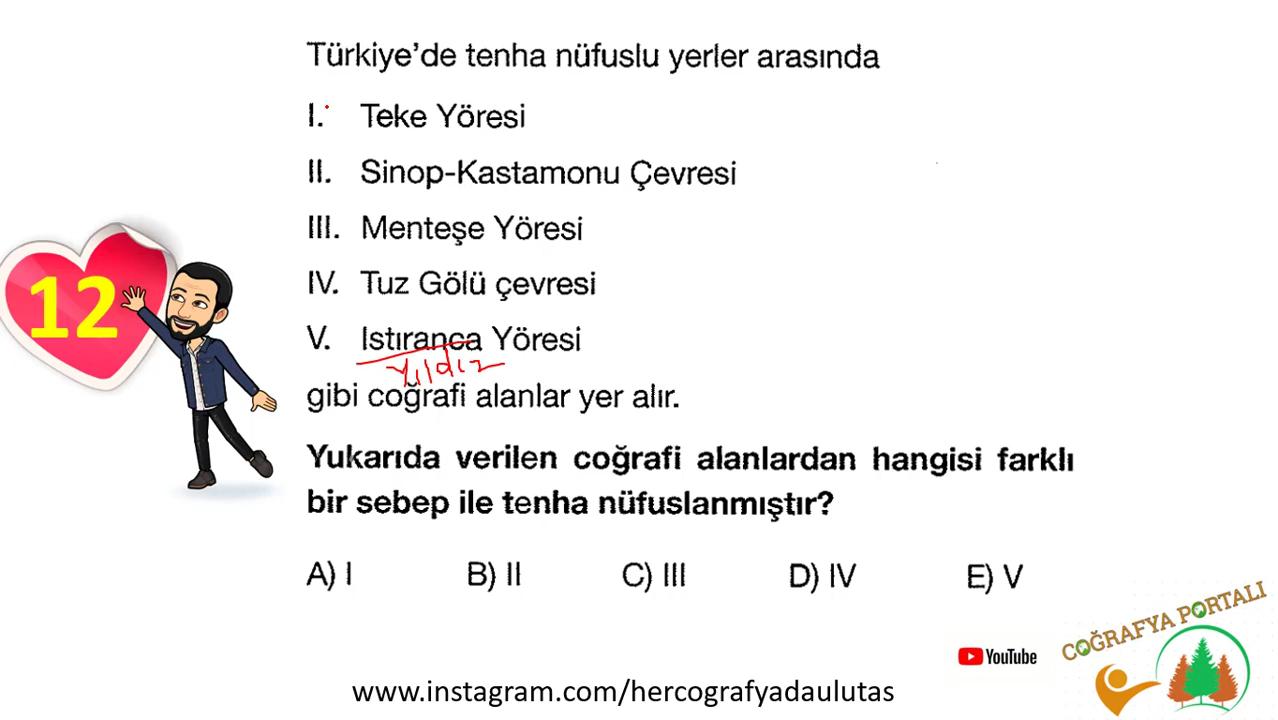 Türkiye'de tenha nüfuslu yerler arasında
I. Teke Yöresi
II. Sinop-Kastamonu Çevresi
III. Menteşe Yöresi
IV. Tuz Gölü çevresi
V. Istıranca Yöresi
Yıldız
gibi coğrafi alanlar yer alır.
12
Yukarıda verilen coğrafi alanlardan hangisi farklı
bir sebep ile tenha nüfuslanmıştır?
A) I B) II C) III D) IV E) V
COĞRAFYA PORTALI
YouTube
www.instagram.com/hercografyadaulutas